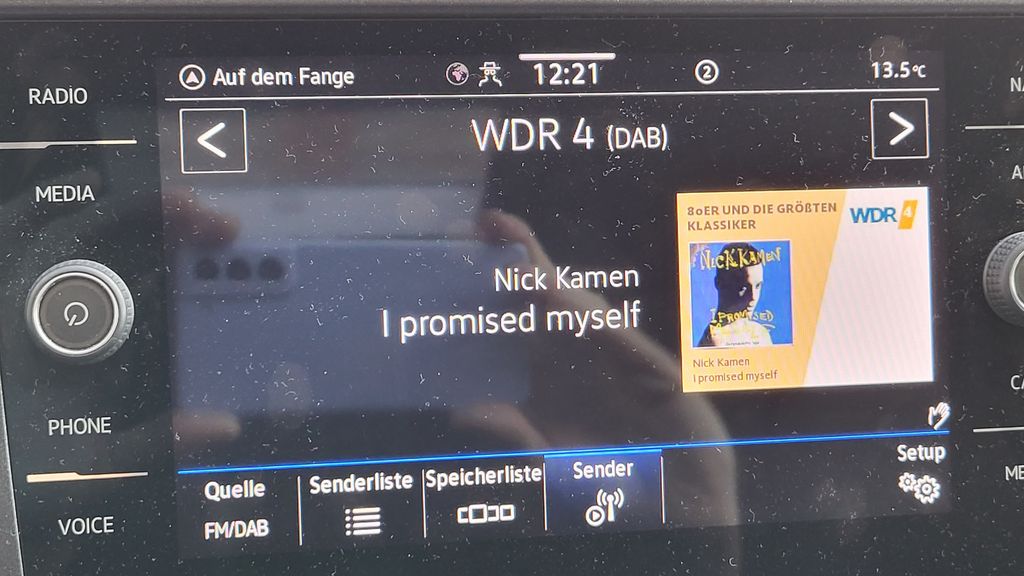 RADIO
MEDIA
PHONE
VOICE
Auf dem Fange
12:21
2
13.5°C
<
WDR 4 (DAB)
>
Nick Kamen
I promised myself
80ER UND DIE GRÖßTEN
KLASSIKER
WDR 4
NICK KAMEN
I PROMISED
Nick Kamen
I promised myself
Quelle
FM/DAB
Senderliste
Speicherliste
Sender
Setup